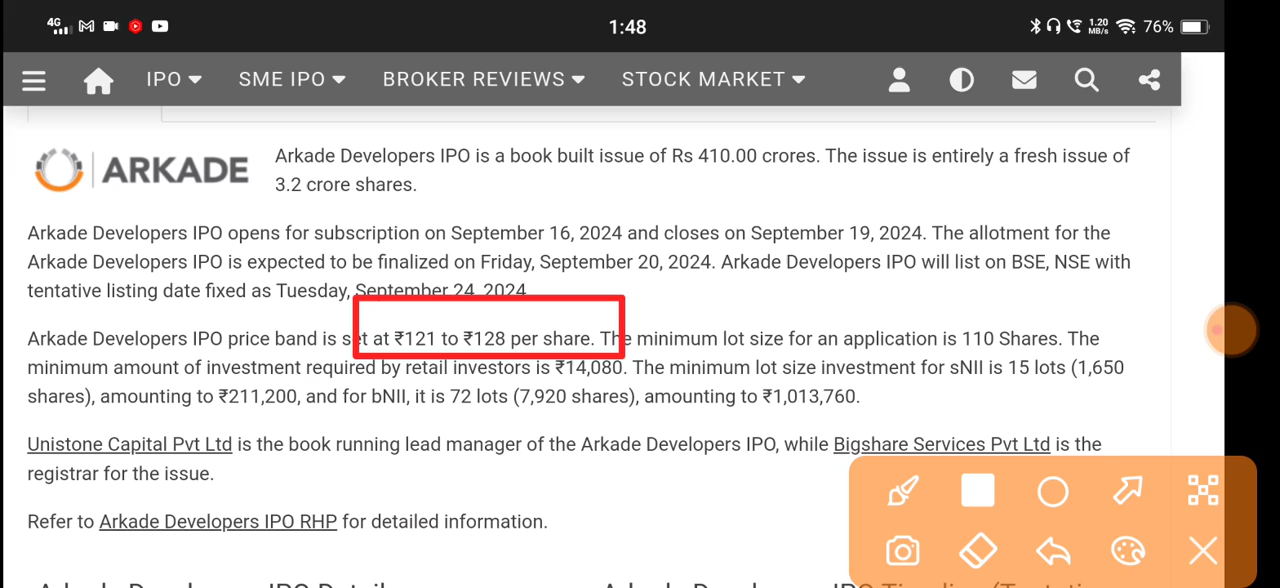 4G 1:48 1.20 MB/s 76%
IPO SME IPO BROKER REVIEWS STOCK MARKET
ARKADE
Arkade Developers IPO is a book built issue of Rs 410.00 crores. The issue is entirely a fresh issue of
3.2 crore shares.
Arkade Developers IPO opens for subscription on September 16, 2024 and closes on September 19, 2024. The allotment for the
Arkade Developers IPO is expected to be finalized on Friday, September 20, 2024. Arkade Developers IPO will list on BSE, NSE with
tentative listing date fixed as Tuesday, September 24, 2024
Arkade Developers IPO price band is set at ₹121 to ₹128 per share. The minimum lot size for an application is 110 Shares. The
minimum amount of investment required by retail investors is ₹14,080. The minimum lot size investment for sNII is 15 lots (1,650
shares), amounting to ₹211,200, and for bNII, it is 72 lots (7,920 shares), amounting to ₹1,013,760.
Unistone Capital Pvt Ltd is the book running lead manager of the Arkade Developers IPO, while Bigshare Services Pvt Ltd is the
registrar for the issue.
Refer to Arkade Developers IPO RHP for detailed information.